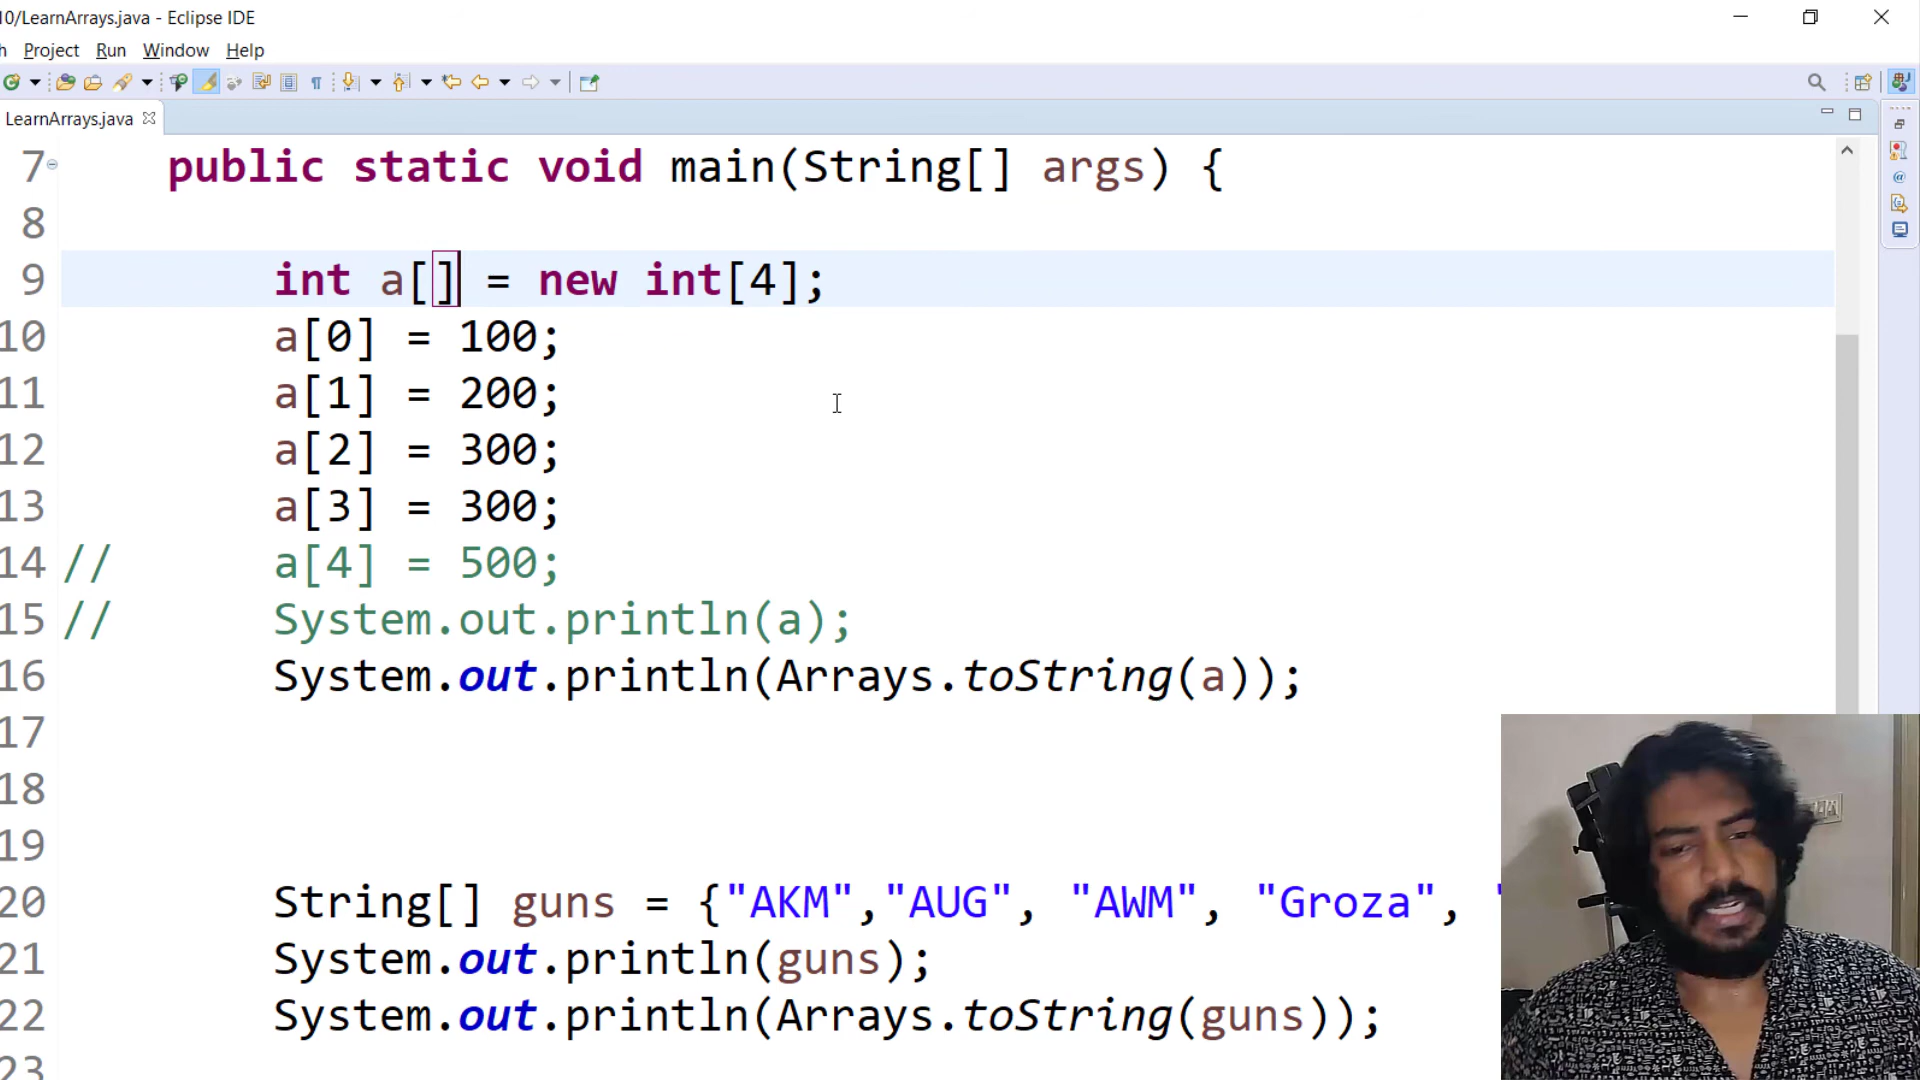 10/LearnArrays.java - Eclipse IDE
h Project Run Window Help
LearnArrays.java
7 public static void main(String[] args) {
8
9 int a[] = new int[4];
10 a[0] = 100;
11 a[1] = 200;
12 a[2] = 300;
13 a[3] = 300;
14 // a[4] = 500;
15 // System.out.println(a);
16 System.out.println(Arrays.toString(a));
17
18
19
20 String[] guns = {"AKM","AUG", "AWM", "Groza", "
21 System.out.println(guns);
22 System.out.println(Arrays.toString(guns));
23